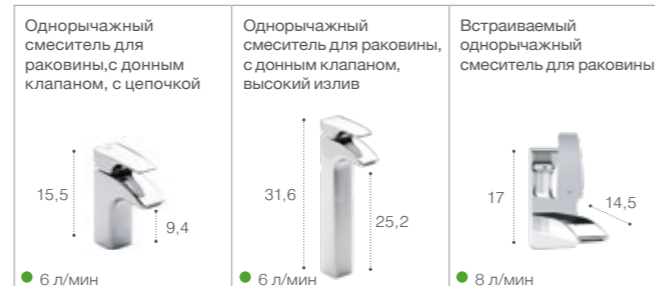 Однорычажный
смеситель для
раковины,с донным
клапаном, с цепочкой
15,5
9,4
6 л/мин
Однорычажный
смеситель для раковины,
с донным клапаном,
высокий излив
31,6
25,2
6 л/мин
Встраиваемый
однорычажный
смеситель для раковины
17
14,5
8 л/мин